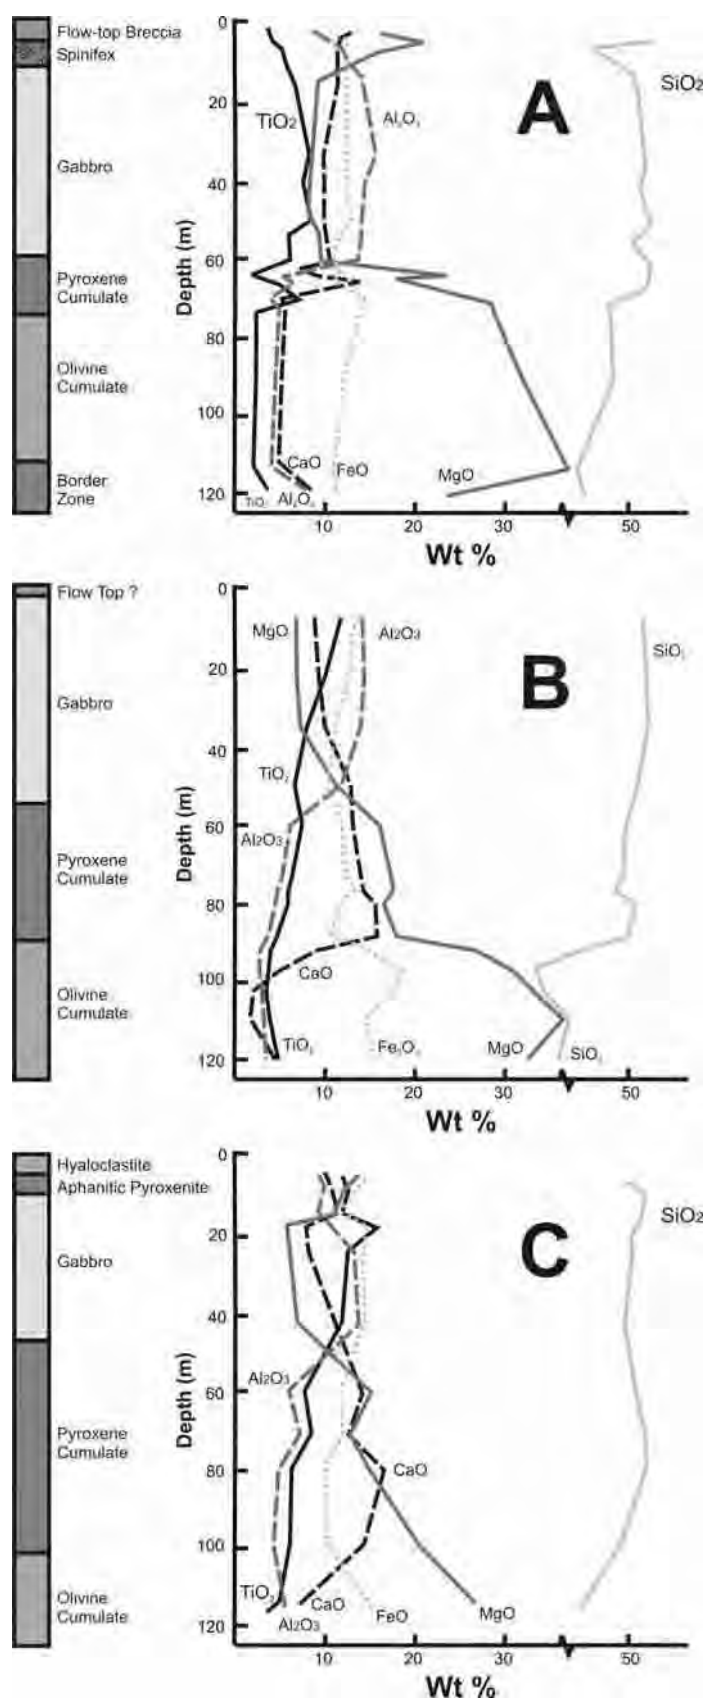 Flow-top Breccia
Spinifex
Gabbro
Pyroxene
Cumulate
Olivine
Cumulate
Border
Zone
Depth (m)
0
20
40
60
80
100
120
TiO2
Al2O3
A
SiO2
CaO
FeO
MgO
TiO2
Al2O3
10
20
30
50
Wt %
Flow Top ?
Gabbro
Pyroxene
Cumulate
Olivine
Cumulate
Depth (m)
0
20
40
60
80
100
120
MgO
Al2O3
B
SiO2
TiO2
Al2O3
CaO
TiO2
MgO
SiO2
10
20
30
50
Wt %
Hyaloclastite
Aphanitic Pyroxenite
Gabbro
Pyroxene
Cumulate
Olivine
Cumulate
Depth (m)
0
20
40
60
80
100
120
C
SiO2
Al2O3
CaO
TiO2
CaO
Al2O3
FeO
MgO
10
20
30
50
Wt %